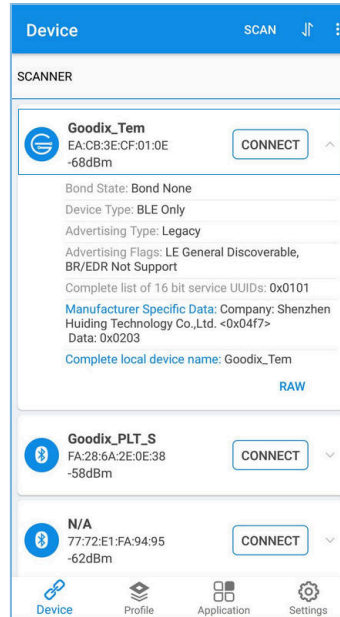 Device SCAN
SCANNER
Goodix_Tem
EA:CB:3E:CF:01:0E
CONNECT
-68dBm
Bond State: Bond None
Device Type: BLE Only
Advertising Type: Legacy
Advertising Flags: LE General Discoverable,
BR/EDR Not Support
Complete list of 16 bit service UUIDs: 0x0101
Manufacturer Specific Data: Company: Shenzhen
Huiding Technology Co.,Ltd. <0x04f7>
Data: 0x0203
Complete local device name: Goodix_Tem
RAW
Goodix_PLT_S
FA:28:6A:2E:0E:38
CONNECT
-58dBm
N/A
77:72:E1:FA:94:95
CONNECT
-62dBm
Device Profile Application Settings